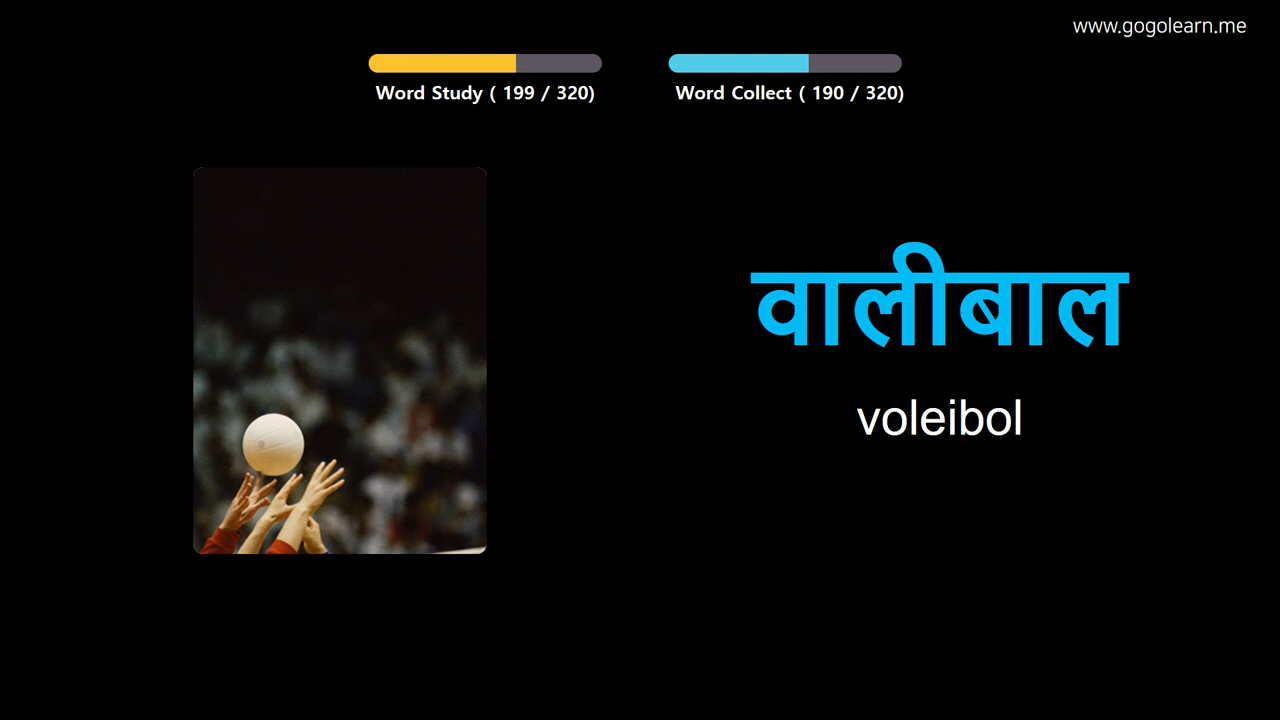 www.gogolearn.me
Word Study ( 199 / 320)
Word Collect ( 190 / 320)
वालीबाल
voleibol